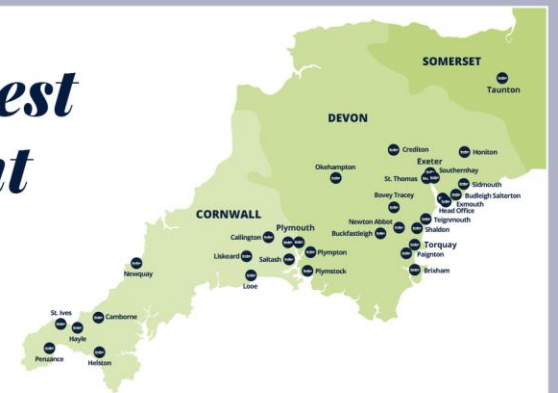 est
nt
SOMERSET
Taunton
DEVON
Crediton
Honiton
Exeter
Southernhay
St. Thomas
Okehampton
Sidmouth
Budleigh Salterton
Exmouth
Head Office
Bovey Tracey
Teignmouth
Newton Abbot
Shaldon
Buckfastleigh
Torquay
Paignton
Brixham
CORNWALL
Plymouth
Callington
Plympton
Liskeard
Saltash
Plymstock
Looe
Newquay
St. Ives
Camborne
Hayle
Penzance
Helston